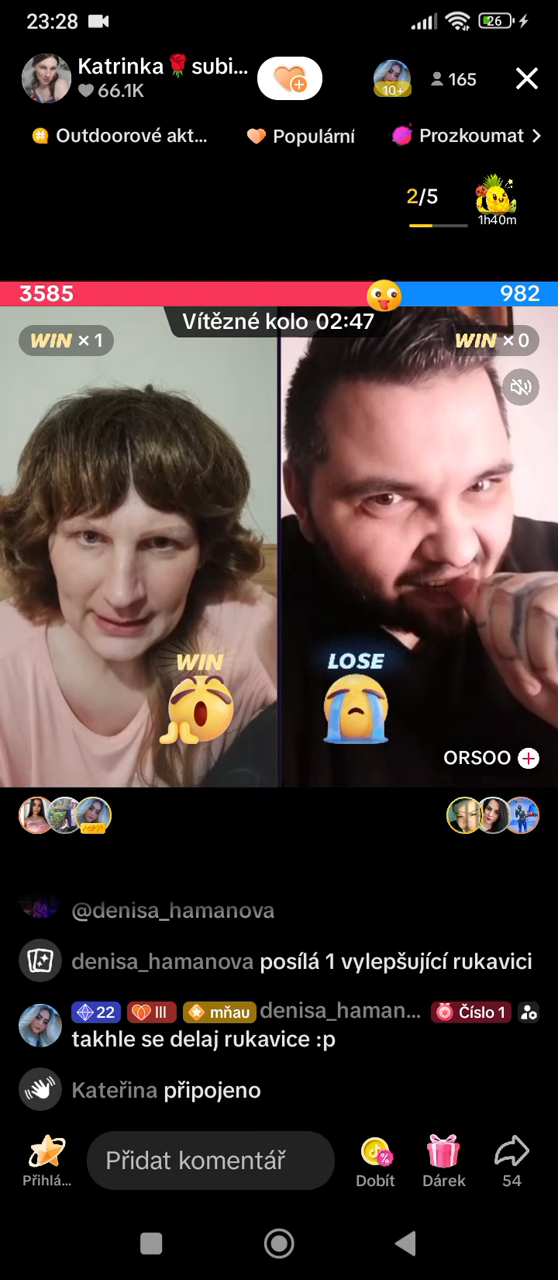 23:28
26
Katrinka🌹subi...
66.1K
10+
165
Outdoorové akt...
Populární
Prozkoumat
2/5
1h40m
3585
982
Vítězné kolo 02:47
WIN × 1
WIN × 0
WIN
LOSE
ORSOO
@denisa_hamanova
denisa_hamanova posílá 1 vylepšující rukavici
22 III mňau denisa_haman... Číslo 1
takhle se delaj rukavice :p
Kateřina připojeno
Přidat komentář
Přihlá...
Dobít
Dárek
54